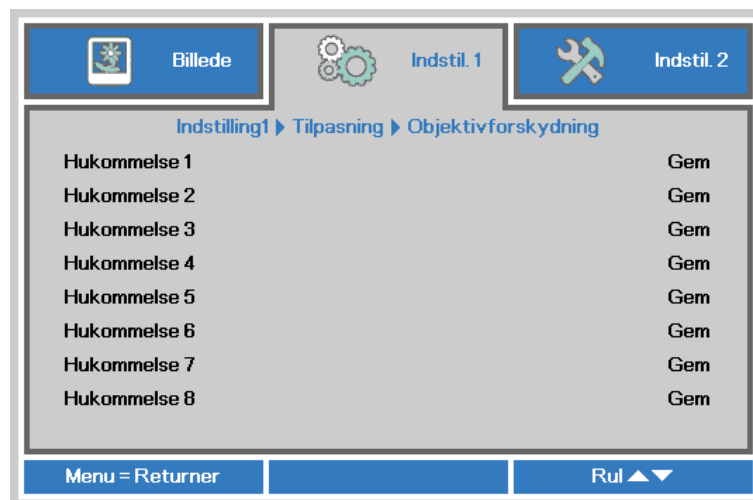 Billede
Indstil. 1
Indstil. 2
Indstilling1 ▶ Tilpasning ▶ Objektivforskydning
Hukommelse 1 Gem
Hukommelse 2 Gem
Hukommelse 3 Gem
Hukommelse 4 Gem
Hukommelse 5 Gem
Hukommelse 6 Gem
Hukommelse 7 Gem
Hukommelse 8 Gem
Menu = Returner
Rul ▲▼